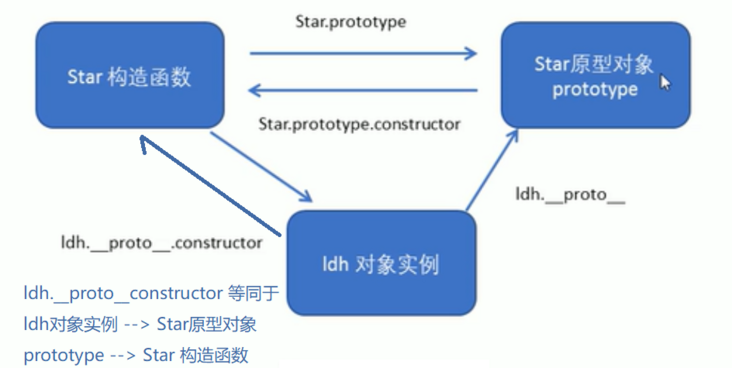 Star.prototype
Star 构造函数
Star原型对象
prototype
Star.prototype.constructor
ldh.__proto__
ldh.__proto__.constructor
ldh 对象实例
ldh.__proto__constructor 等同于
ldh对象实例 --> Star原型对象
prototype --> Star 构造函数